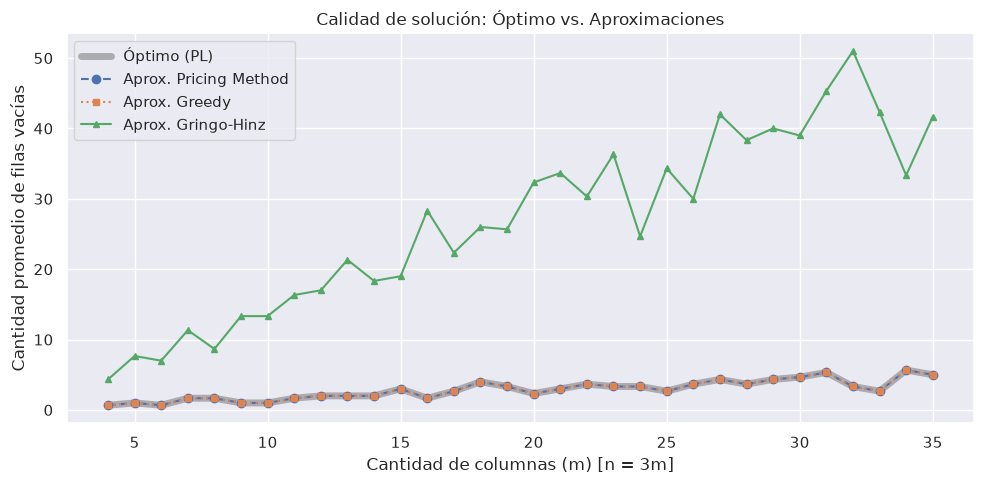 Calidad de solución: Óptimo vs. Aproximaciones
Óptimo (PL)
Aprox. Pricing Method
Aprox. Greedy
Aprox. Gringo-Hinz
Cantidad promedio de filas vacías
50
40
30
20
10
0
5 10 15 20 25 30 35
Cantidad de columnas (m) [n = 3m]